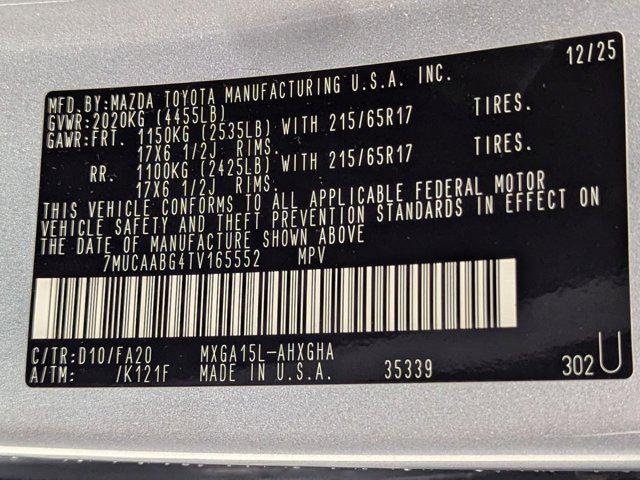 12/25
MFD. BY: MAZDA TOYOTA MANUFACTURING U.S.A. INC.
GVWR: 2020KG (4455LB)
GAWR: FRT. 1150KG (2535LB) WITH 215/65R17 TIRES.
17X6 1/2J RIMS.
RR. 1100KG (2425LB) WITH 215/65R17 TIRES.
17X6 1/2J RIMS.
THIS VEHICLE CONFORMS TO ALL APPLICABLE FEDERAL MOTOR
VEHICLE SAFETY AND THEFT PREVENTION STANDARDS IN EFFECT ON
THE DATE OF MANUFACTURE SHOWN ABOVE
7MUCAABG4TV165552 MPV
C/TR: D10/FA20 MXGA15L-AHXGHA
A/TM: /K121F MADE IN U.S.A. 35339 302 U